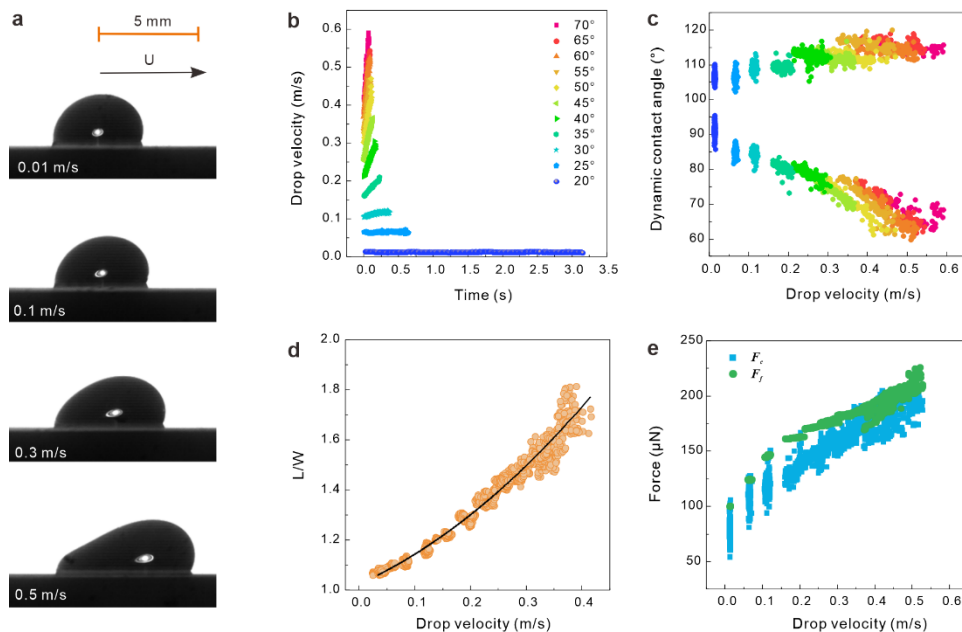 a
5 mm
U
0.01 m/s
0.1 m/s
0.3 m/s
0.5 m/s
b
Drop velocity (m/s)
0.6
0.5
0.4
0.3
0.2
0.1
0.0
0.0 0.5 1.0 1.5 2.0 2.5 3.0 3.5
Time (s)
70°
65°
60°
55°
50°
45°
40°
35°
30°
25°
20°
c
Dynamic contact angle (°)
120
110
100
90
80
70
60
0.0 0.1 0.2 0.3 0.4 0.5 0.6
Drop velocity (m/s)
d
L/W
2.0
1.8
1.6
1.4
1.2
1.0
0.0 0.1 0.2 0.3 0.4
Drop velocity (m/s)
e
Force (μN)
250
200
150
100
50
0.0 0.1 0.2 0.3 0.4 0.5 0.6
Drop velocity (m/s)
F_c
F_f